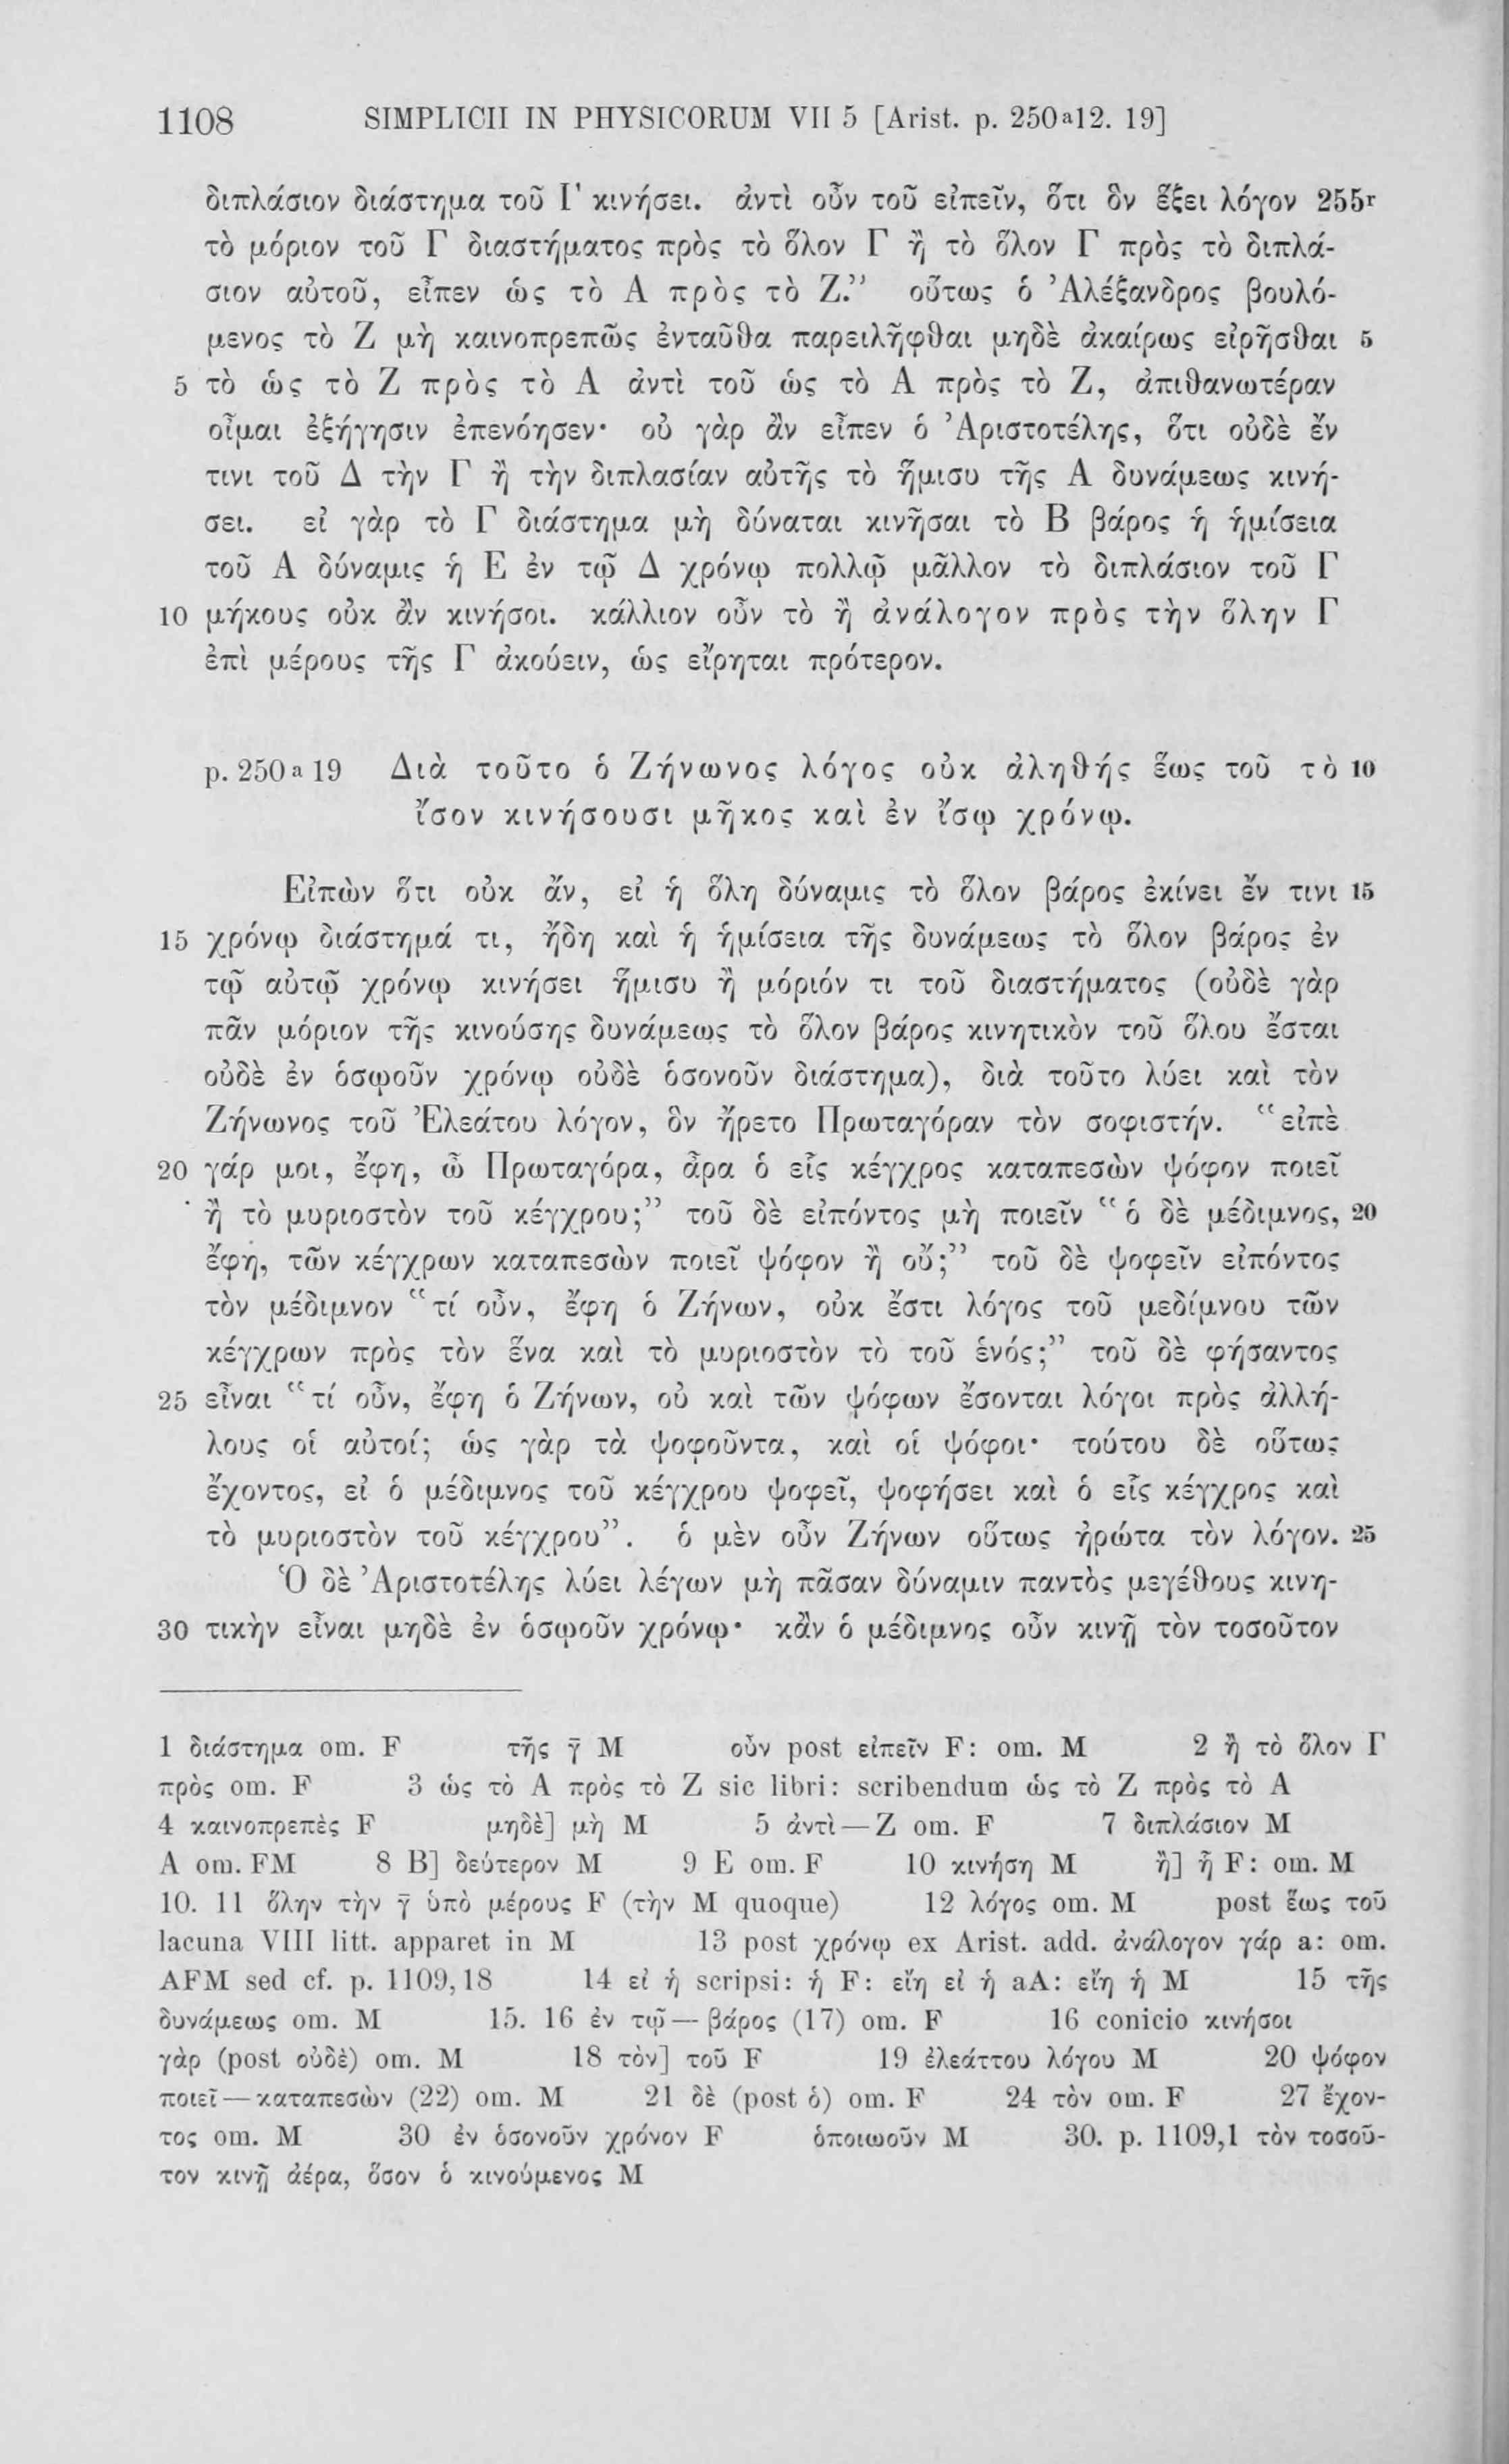 1108 SIMPLICII IN PHYSICORUM VII 5 [Arist. p. 250a12. 19]
διπλάσιον διάστημα τοῦ Γ κινήσει. ἀντὶ οὖν τοῦ εἰπεῖν, ὅτι ὃν ἕξει λόγον 255r
τὸ μόριον τοῦ Γ διαστήματος πρὸς τὸ ὅλον Γ ἢ τὸ ὅλον Γ πρὸς τὸ διπλά-
σιον αὐτοῦ, εἶπεν ὡς τὸ Α πρὸς τὸ Ζ.” οὕτως ὁ Ἀλέξανδρος βουλό-
μενος τὸ Ζ μὴ καινοπρεπῶς ἐνταῦθα παρειλῆφθαι μηδὲ ἀκαίρως εἰρῆσθαι 5
5 τὸ ὡς τὸ Ζ πρὸς τὸ Α ἀντὶ τοῦ ὡς τὸ Α πρὸς τὸ Ζ, ἀπιθανωτέραν
οἶμαι ἐξήγησιν ἐπενόησεν· οὐ γὰρ ἂν εἶπεν ὁ Ἀριστοτέλης, ὅτι οὐδὲ ἔν
τινι τοῦ Δ τὴν Γ ἢ τὴν διπλασίαν αὐτῆς τὸ ἥμισυ τῆς Α δυνάμεως κινή-
σει. εἰ γὰρ τὸ Γ διάστημα μὴ δύναται κινῆσαι τὸ Β βάρος ἡ ἡμίσεια
τοῦ Α δύναμις ἡ Ε ἐν τῷ Δ χρόνῳ πολλῷ μᾶλλον τὸ διπλάσιον τοῦ Γ
10 μήκους οὐκ ἂν κινήσοι. κάλλιον οὖν τὸ ἢ ἀνάλογον πρὸς τὴν ὅλην Γ
ἐπὶ μέρους τῆς Γ ἀκούειν, ὡς εἴρηται πρότερον.
p. 250a 19 Διὰ τοῦτο ὁ Ζήνωνος λόγος οὐκ ἀληθής ἕως τοῦ τὸ 10
ἴσον κινήσουσι μῆκος καὶ ἐν ἴσῳ χρόνῳ.
Εἰπὼν ὅτι οὐκ ἄν, εἰ ἡ ὅλη δύναμις τὸ ὅλον βάρος ἐκίνει ἔν τινι 15
15 χρόνῳ διάστημά τι, ἤδη καὶ ἡ ἡμίσεια τῆς δυνάμεως τὸ ὅλον βάρος ἐν
τῷ αὐτῷ χρόνῳ κινήσει ἥμισυ ἢ μόριόν τι τοῦ διαστήματος (οὐδὲ γὰρ
πᾶν μόριον τῆς κινούσης δυνάμεως τὸ ὅλον βάρος κινητικὸν τοῦ ὅλου ἔσται
οὐδὲ ἐν ὁσῳοῦν χρόνῳ οὐδὲ ὁσονοῦν διάστημα), διὰ τοῦτο λύει καὶ τὸν
Ζήνωνος τοῦ Ἐλεάτου λόγον, ὃν ἤρετο Πρωταγόραν τὸν σοφιστήν. “εἰπὲ
20 γάρ μοι, ἔφη, ὦ Πρωταγόρα, ἆρα ὁ εἷς κέγχρος καταπεσὼν ψόφον ποιεῖ
ἢ τὸ μυριοστὸν τοῦ κέγχρου;” τοῦ δὲ εἰπόντος μὴ ποιεῖν “ὁ δὲ μέδιμνος, 20
ἔφη, τῶν κέγχρων καταπεσὼν ποιεῖ ψόφον ἢ οὔ;” τοῦ δὲ ψοφεῖν εἰπόντος
τὸν μέδιμνον “τί οὖν, ἔφη ὁ Ζήνων, οὐκ ἔστι λόγος τοῦ μεδίμνου τῶν
κέγχρων πρὸς τὸν ἕνα καὶ τὸ μυριοστὸν τὸ τοῦ ἑνός;” τοῦ δὲ φήσαντος
25 εἶναι “τί οὖν, ἔφη ὁ Ζήνων, οὐ καὶ τῶν ψόφων ἔσονται λόγοι πρὸς ἀλλή-
λους οἱ αὐτοί; ὡς γὰρ τὰ ψοφοῦντα, καὶ οἱ ψόφοι· τούτου δὲ οὕτως
ἔχοντος, εἰ ὁ μέδιμνος τοῦ κέγχρου ψοφεῖ, ψοφήσει καὶ ὁ εἷς κέγχρος καὶ
τὸ μυριοστὸν τοῦ κέγχρου”. ὁ μὲν οὖν Ζήνων οὕτως ἠρώτα τὸν λόγον. 25
Ὁ δὲ Ἀριστοτέλης λύει λέγων μὴ πᾶσαν δύναμιν παντὸς μεγέθους κινη-
30 τικὴν εἶναι μηδὲ ἐν ὁσῳοῦν χρόνῳ· κἂν ὁ μέδιμνος οὖν κινῇ τὸν τοσοῦτον
1 διάστημα om. F τῆς γ̄ M οὖν post εἰπεῖν F: om. M 2 ἢ τὸ ὅλον Γ
πρὸς om. F 3 ὡς τὸ Α πρὸς τὸ Ζ sic libri: scribendum ὡς τὸ Ζ πρὸς τὸ Α
4 καινοπρεπὲς F μηδὲ] μὴ M 5 ἀντὶ—Ζ om. F 7 διπλάσιον M
Α om. FM 8 Β] δεύτερον M 9 Ε om. F 10 κινήση M ἢ] ᾗ F: om. M
10. 11 ὅλην τὴν γ̄ ὑπὸ μέρους F (τὴν M quoque) 12 λόγος om. M post ἕως τοῦ
lacuna VIII litt. apparet in M 13 post χρόνῳ ex Arist. add. ἀνάλογον γάρ a: om.
AFM sed cf. p. 1109,18 14 εἰ ἡ scripsi: ἡ F: εἴη εἰ ἡ aA: εἴη ἡ M 15 τῆς
δυνάμεως om. M 15. 16 ἐν τῷ—βάρος (17) om. F 16 conicio κινήσοι
γὰρ (post οὐδὲ) om. M 18 τὸν] τοῦ F 19 ἐλεάττου λόγου M 20 ψόφον
ποιεῖ—καταπεσὼν (22) om. M 21 δὲ (post ὁ) om. F 24 τὸν om. F 27 ἔχον-
τος om. M 30 ἐν ὁσονοῦν χρόνον F ὁποιωοῦν M 30. p. 1109,1 τὸν τοσοῦ-
τον κινῇ ἀέρα, ὅσον ὁ κινούμενος M